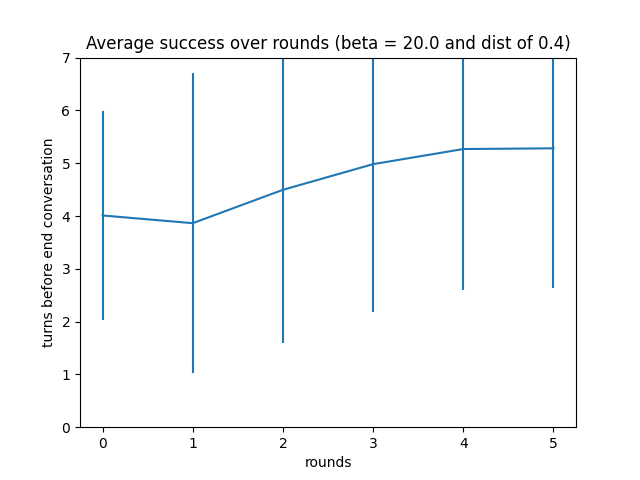 Average success over rounds (beta = 20.0 and dist of 0.4)
turns before end conversation
7
6
5
4
3
2
1
0
0 1 2 3 4 5
rounds